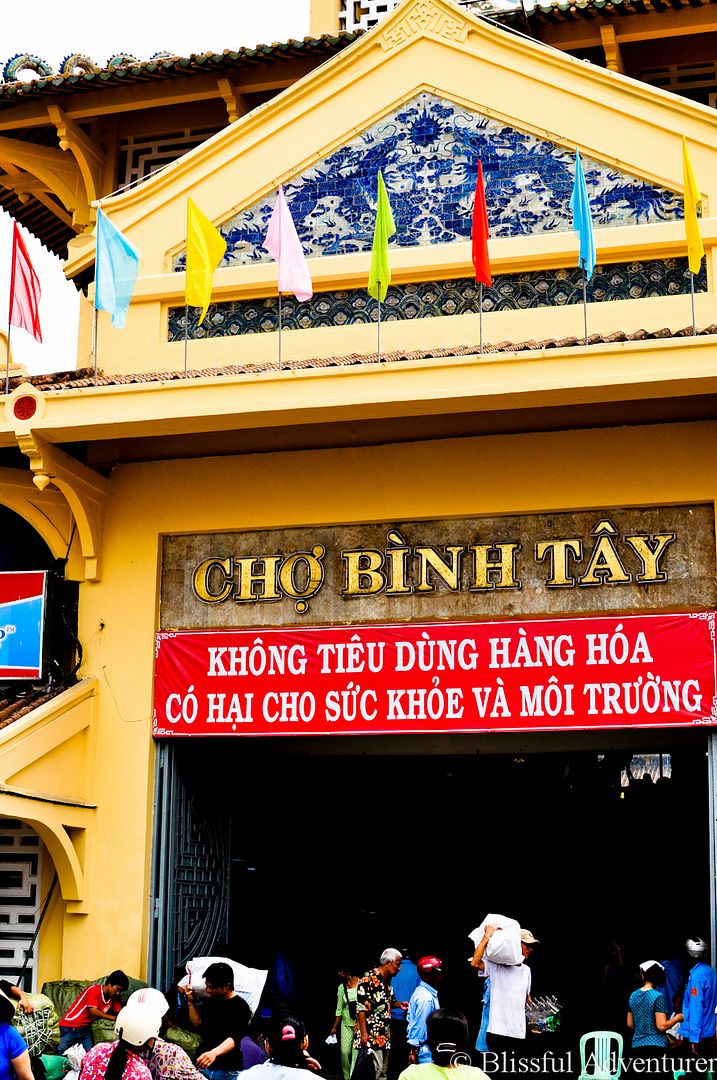 CHỢ BÌNH TÂY
KHÔNG TIÊU DÙNG HÀNG HÓA
CÓ HẠI CHO SỨC KHỎE VÀ MÔI TRƯỜNG
© Blissful Adventurer